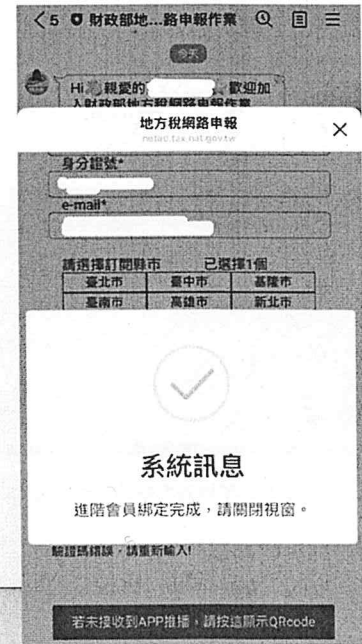 <5 財政部地...路申報作業
今天
Hi 親愛的 歡迎加
入財政部地方稅網路申報作業
地方稅網路申報
netap.tax.nat.gov.tw
身分證號*
e-mail*
請選擇訂閱縣市 已選擇1個
臺北市 臺中市 基隆市
臺南市 高雄市 新北市
系統訊息
進階會員綁定完成，請關閉視窗。
驗證碼錯誤，請重新輸入!
若未接收到APP推播，請按這顯示QRcode